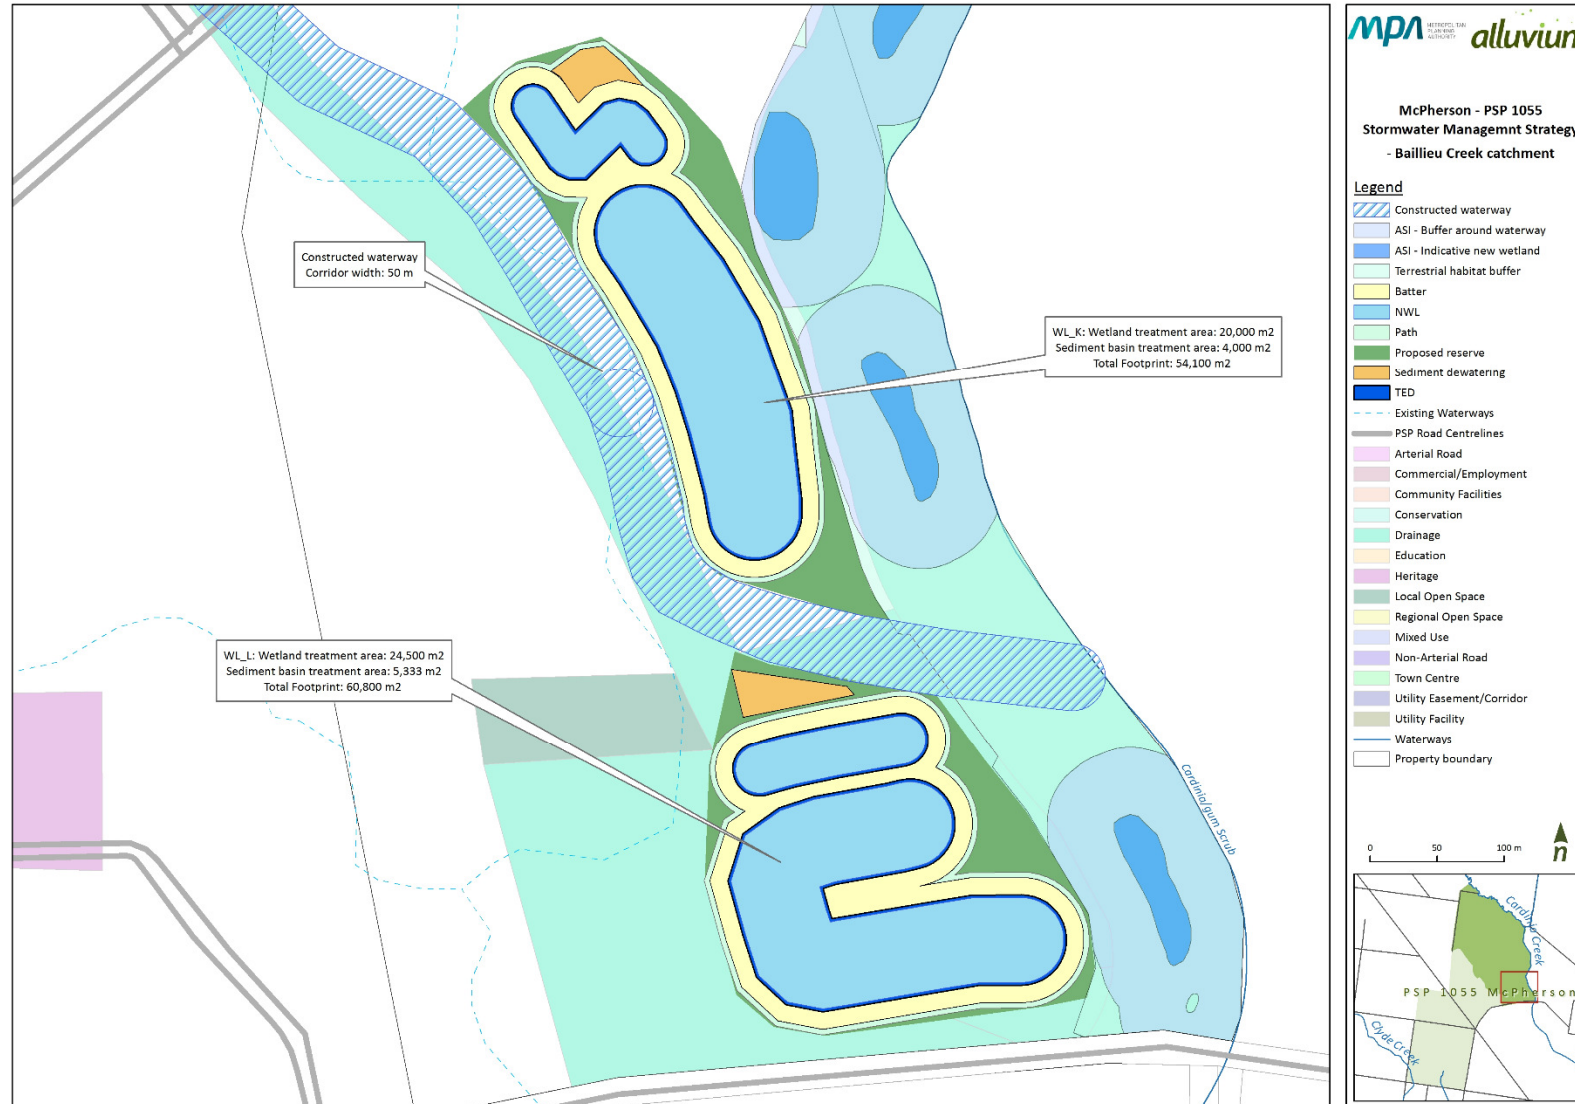 MPA METROPOLITAN PLANNING AUTHORITY
alluvium
McPherson - PSP 1055
Stormwater Managemnt Strategy
- Baillieu Creek catchment
Legend
Constructed waterway
ASI - Buffer around waterway
ASI - Indicative new wetland
Terrestrial habitat buffer
Batter
NWL
Path
Proposed reserve
Sediment dewatering
TED
Existing Waterways
PSP Road Centrelines
Arterial Road
Commercial/Employment
Community Facilities
Conservation
Drainage
Education
Heritage
Local Open Space
Regional Open Space
Mixed Use
Non-Arterial Road
Town Centre
Utility Easement/Corridor
Utility Facility
Waterways
Property boundary
0 50 100 m
n
Cardinia Creek
PSP 1055 McPherson
Clyde Creek
Constructed waterway
Corridor width: 50 m
WL_K: Wetland treatment area: 20,000 m2
Sediment basin treatment area: 4,000 m2
Total Footprint: 54,100 m2
WL_L: Wetland treatment area: 24,500 m2
Sediment basin treatment area: 5,333 m2
Total Footprint: 60,800 m2
Cardinia/gum Scrub